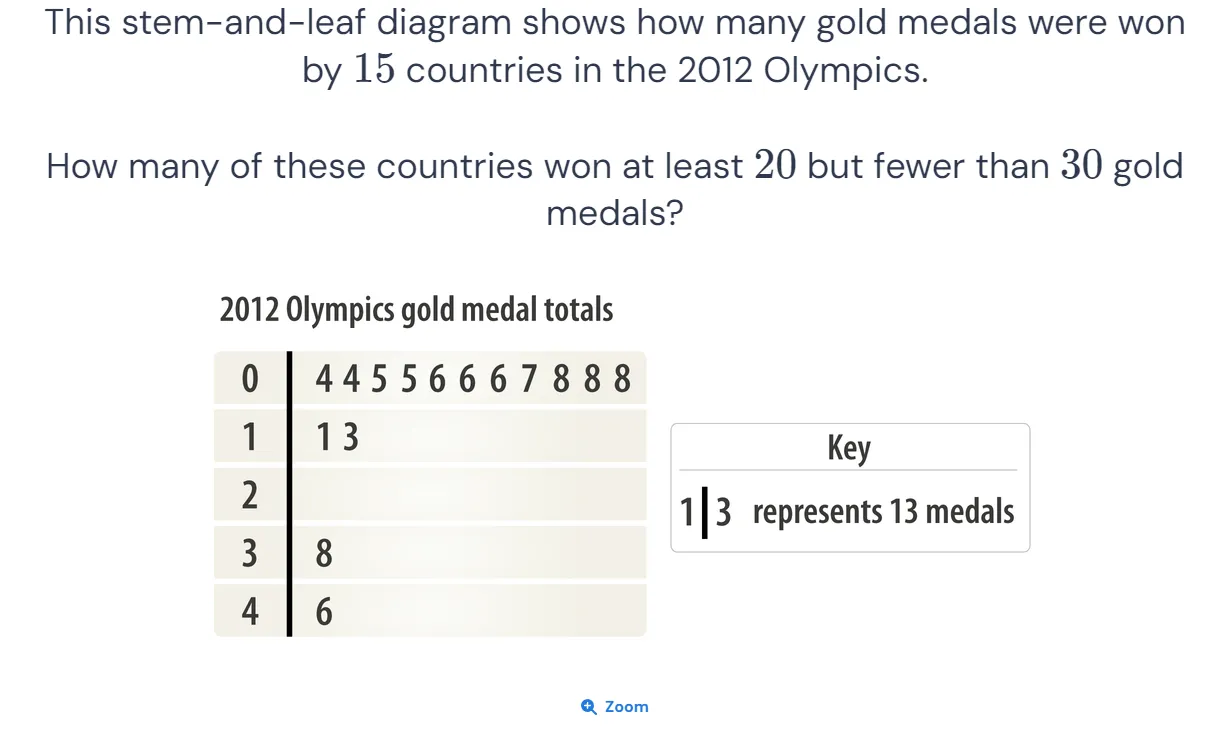 This stem-and-leaf diagram shows how many gold medals were won
by 15 countries in the 2012 Olympics.
How many of these countries won at least 20 but fewer than 30 gold
medals?
2012 Olympics gold medal totals
0 4 4 5 5 6 6 6 7 8 8 8
1 1 3
2
3 8
4 6
Key
1 3 represents 13 medals
Zoom